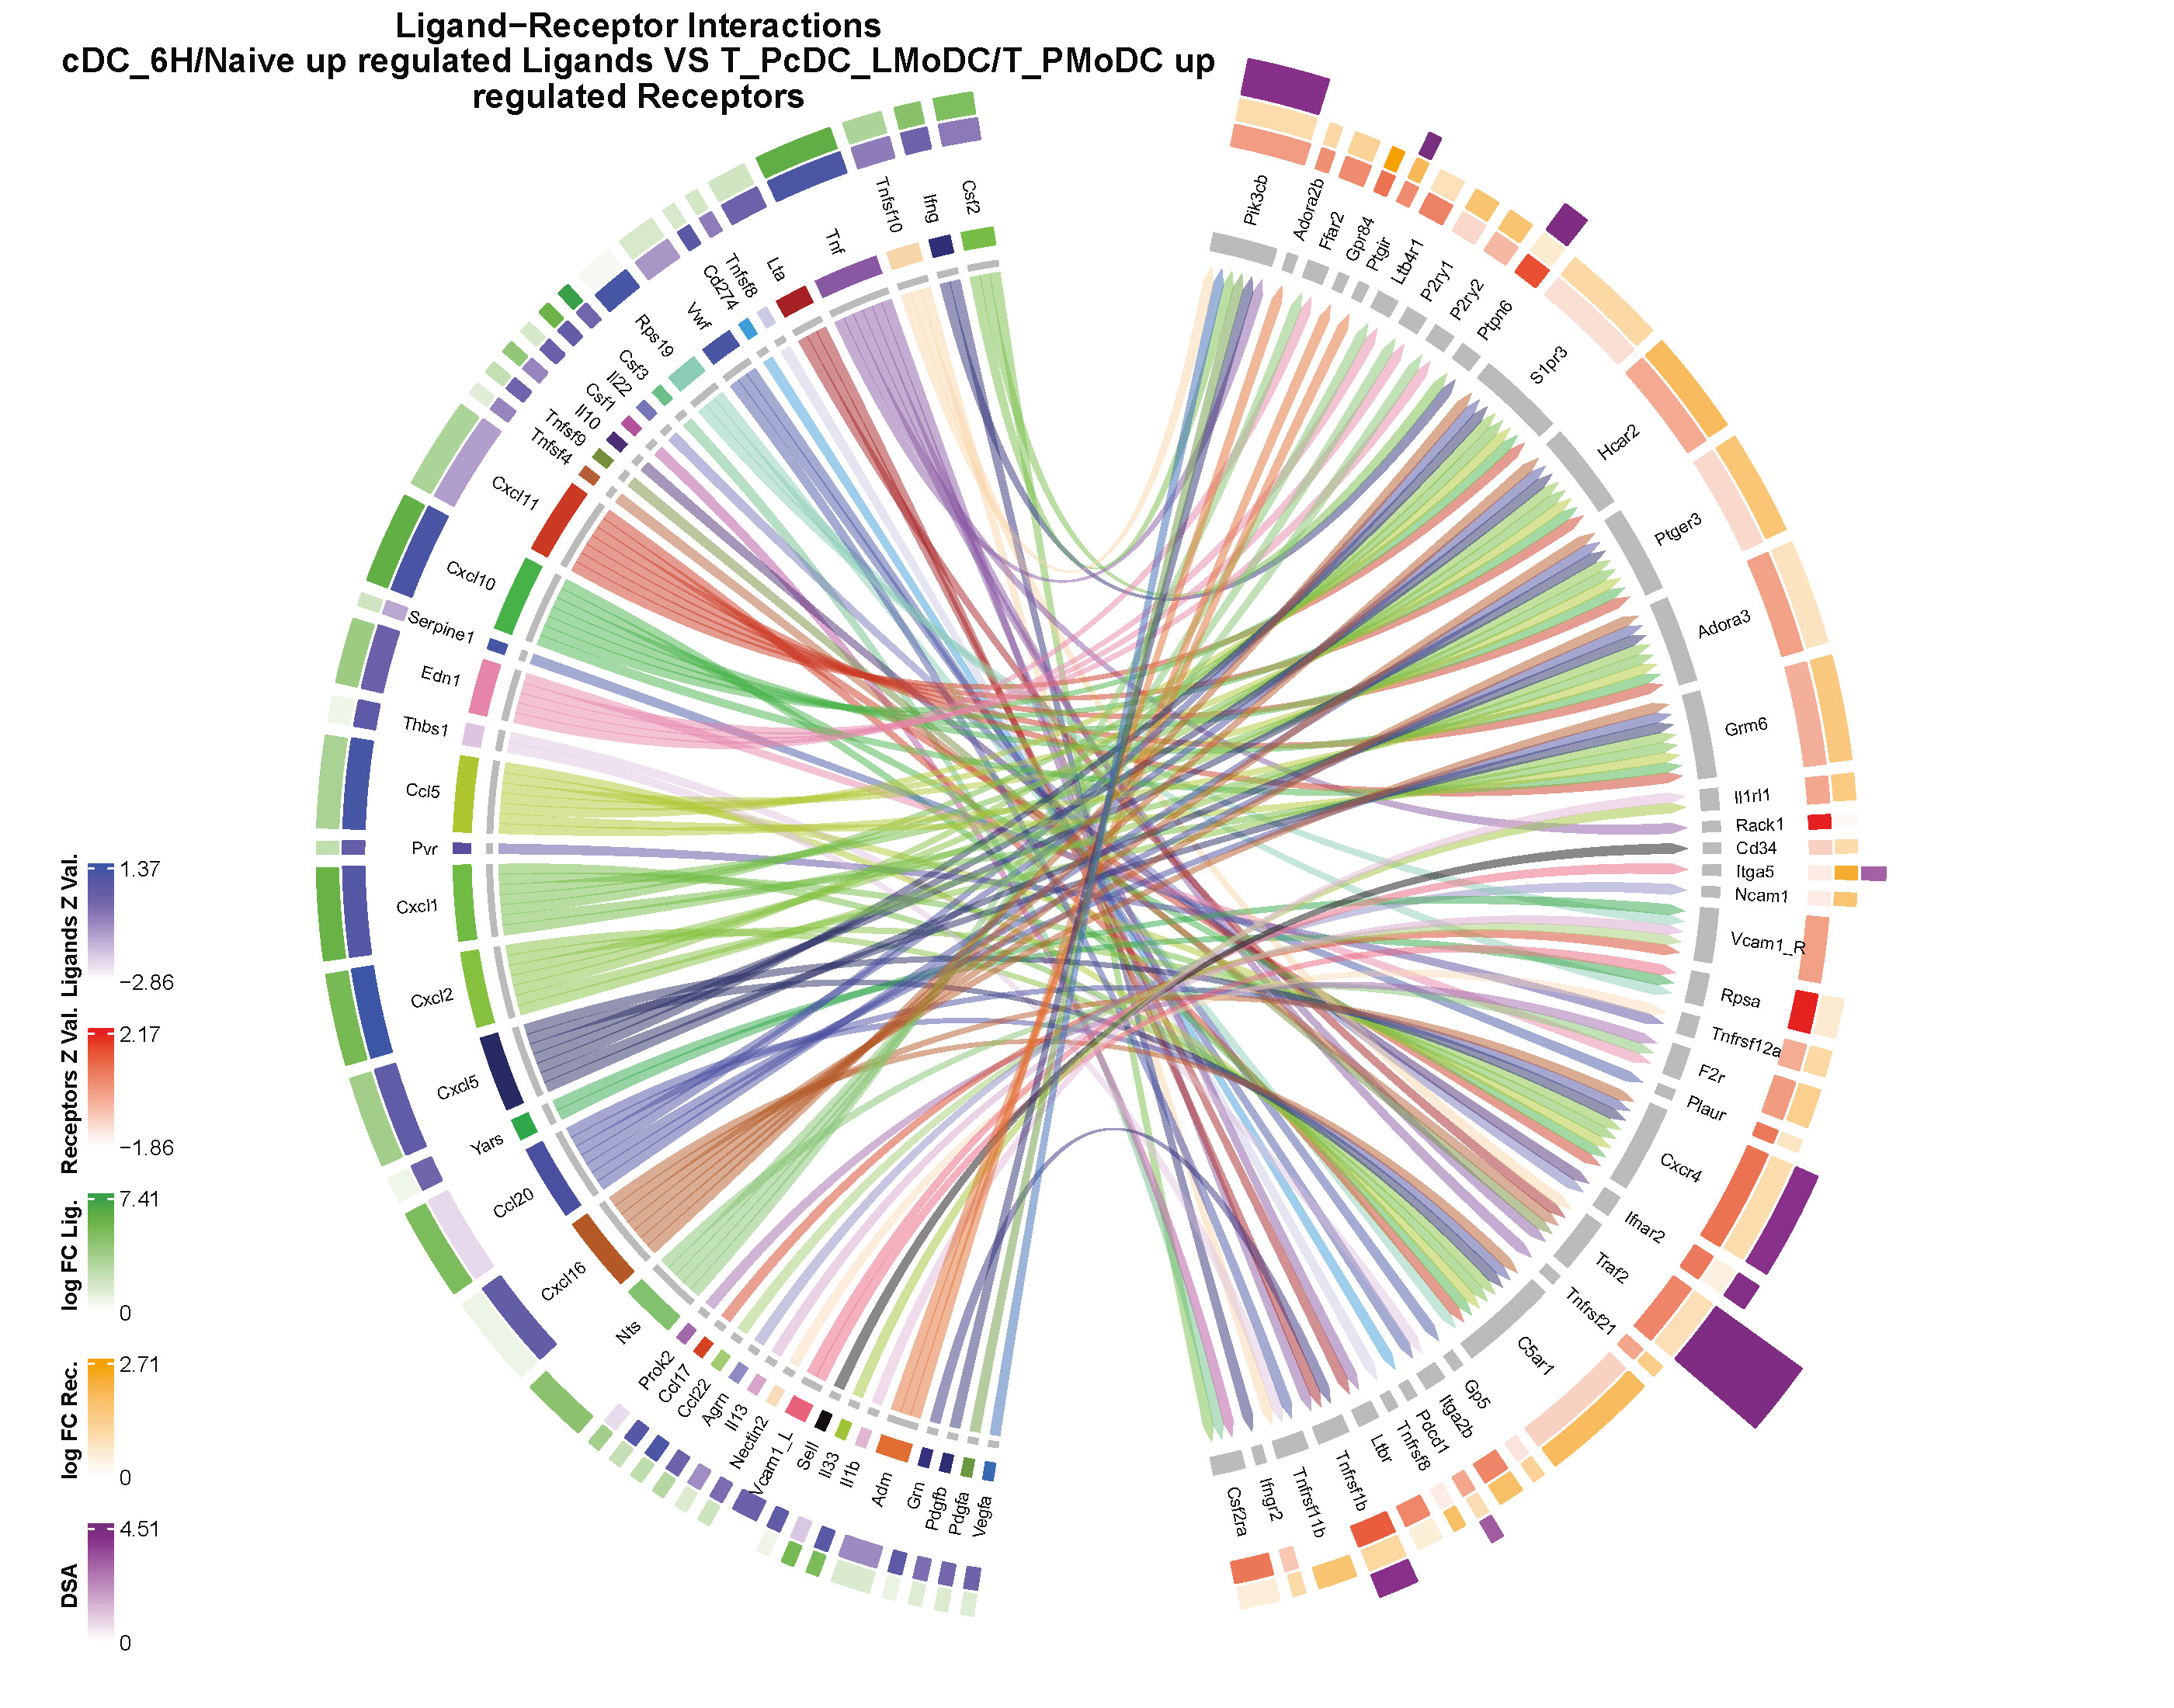 Ligand−Receptor Interactions
cDC_6H/Naive up regulated Ligands VS T_PcDC_LMoDC/T_PMoDC up
regulated Receptors
Csf2
Ifng
Tnfsf10
Tnf
Lta
Tnfsf8
Cd274
Vwf
Rps19
Csf3
Il22
Csf1
Il10
Tnfsf9
Tnfsf4
Cxcl11
Cxcl10
Serpine1
Edn1
Thbs1
Ccl5
Pvr
Cxcl1
Cxcl2
Cxcl5
Yars
Ccl20
Cxcl16
Nts
Prok2
Ccl17
Ccl22
Agrn
Il13
Nectin2
Vcam1_L
Sell
Il33
Il1b
Adm
Grn
Pdgfb
Pdgfa
Vegfa
Pik3cb
Adora2b
Ffar2
Gpr84
Ptgir
Ltb4r1
P2ry1
P2ry2
Ptpn6
S1pr3
Hcar2
Ptger3
Adora3
Grm6
Il1rl1
Rack1
Cd34
Itga5
Ncam1
Vcam1_R
Rpsa
Tnfrsf12a
F2r
Plaur
Cxcr4
Ifnar2
Traf2
Tnfrsf21
C5ar1
Gp5
Itga2b
Pdcd1
Tnfrsf8
Ltbr
Tnfrsf1b
Tnfrsf11b
Ifngr2
Csf2ra
Ligands Z Val.
1.37
−2.86
Receptors Z Val.
2.17
−1.86
log FC Lig.
7.41
0
log FC Rec.
2.71
0
DSA
4.51
0